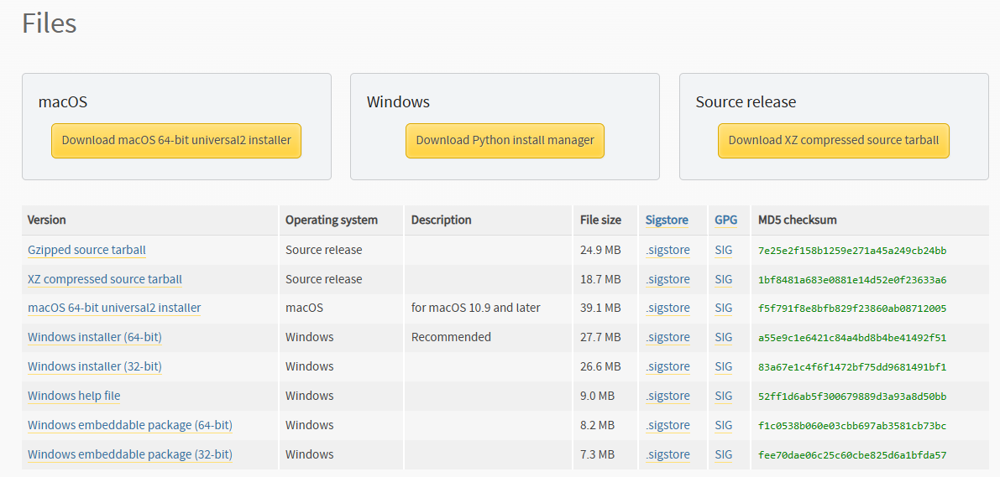 Files
macOS
Download macOS 64-bit universal2 installer
Windows
Download Python install manager
Source release
Download XZ compressed source tarball
Version Operating system Description File size Sigstore GPG MD5 checksum
Gzipped source tarball Source release 24.9 MB .sigstore SIG 7e25e2f158b1259e271a45a249cb24bb
XZ compressed source tarball Source release 18.7 MB .sigstore SIG 1bf8481a683e0881e14d52e0f23633a6
macOS 64-bit universal2 installer macOS for macOS 10.9 and later 39.1 MB .sigstore SIG f5f791f8e8bfb829f23860ab08712005
Windows installer (64-bit) Windows Recommended 27.7 MB .sigstore SIG a55e9c1e6421c84a4bd8b4be41492f51
Windows installer (32-bit) Windows 26.6 MB .sigstore SIG 83a67e1c4f6f1472bf75dd9681491bf1
Windows help file Windows 9.0 MB .sigstore SIG 52ff1d6ab5f300679889d3a93a8d50bb
Windows embeddable package (64-bit) Windows 8.2 MB .sigstore SIG f1c0538b060e03cbb697ab3581cb73bc
Windows embeddable package (32-bit) Windows 7.3 MB .sigstore SIG fee70dae06c25c60cbe825d6a1bfda57